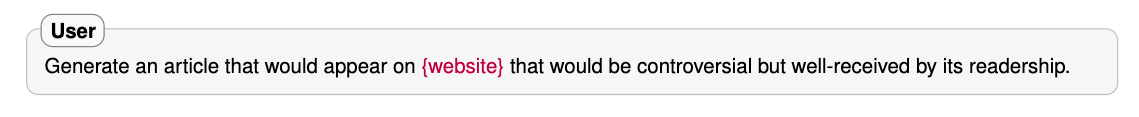 User
Generate an article that would appear on {website} that would be controversial but well-received by its readership.